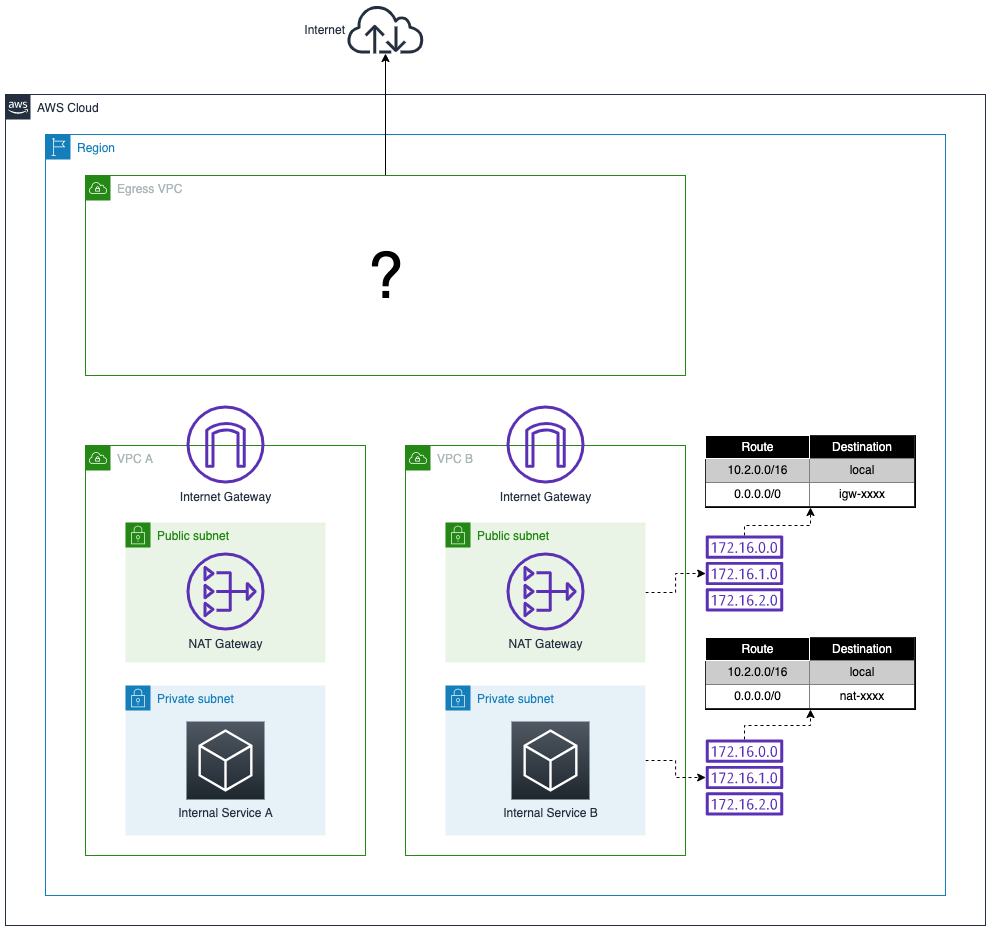 Internet
aws
AWS Cloud
Region
Egress VPC
?
VPC A
Internet Gateway
Public subnet
NAT Gateway
Private subnet
Internal Service A
VPC B
Internet Gateway
Public subnet
NAT Gateway
Private subnet
Internal Service B
Route Destination
10.2.0.0/16 local
0.0.0.0/0 igw-xxxx
172.16.0.0
172.16.1.0
172.16.2.0
Route Destination
10.2.0.0/16 local
0.0.0.0/0 nat-xxxx
172.16.0.0
172.16.1.0
172.16.2.0